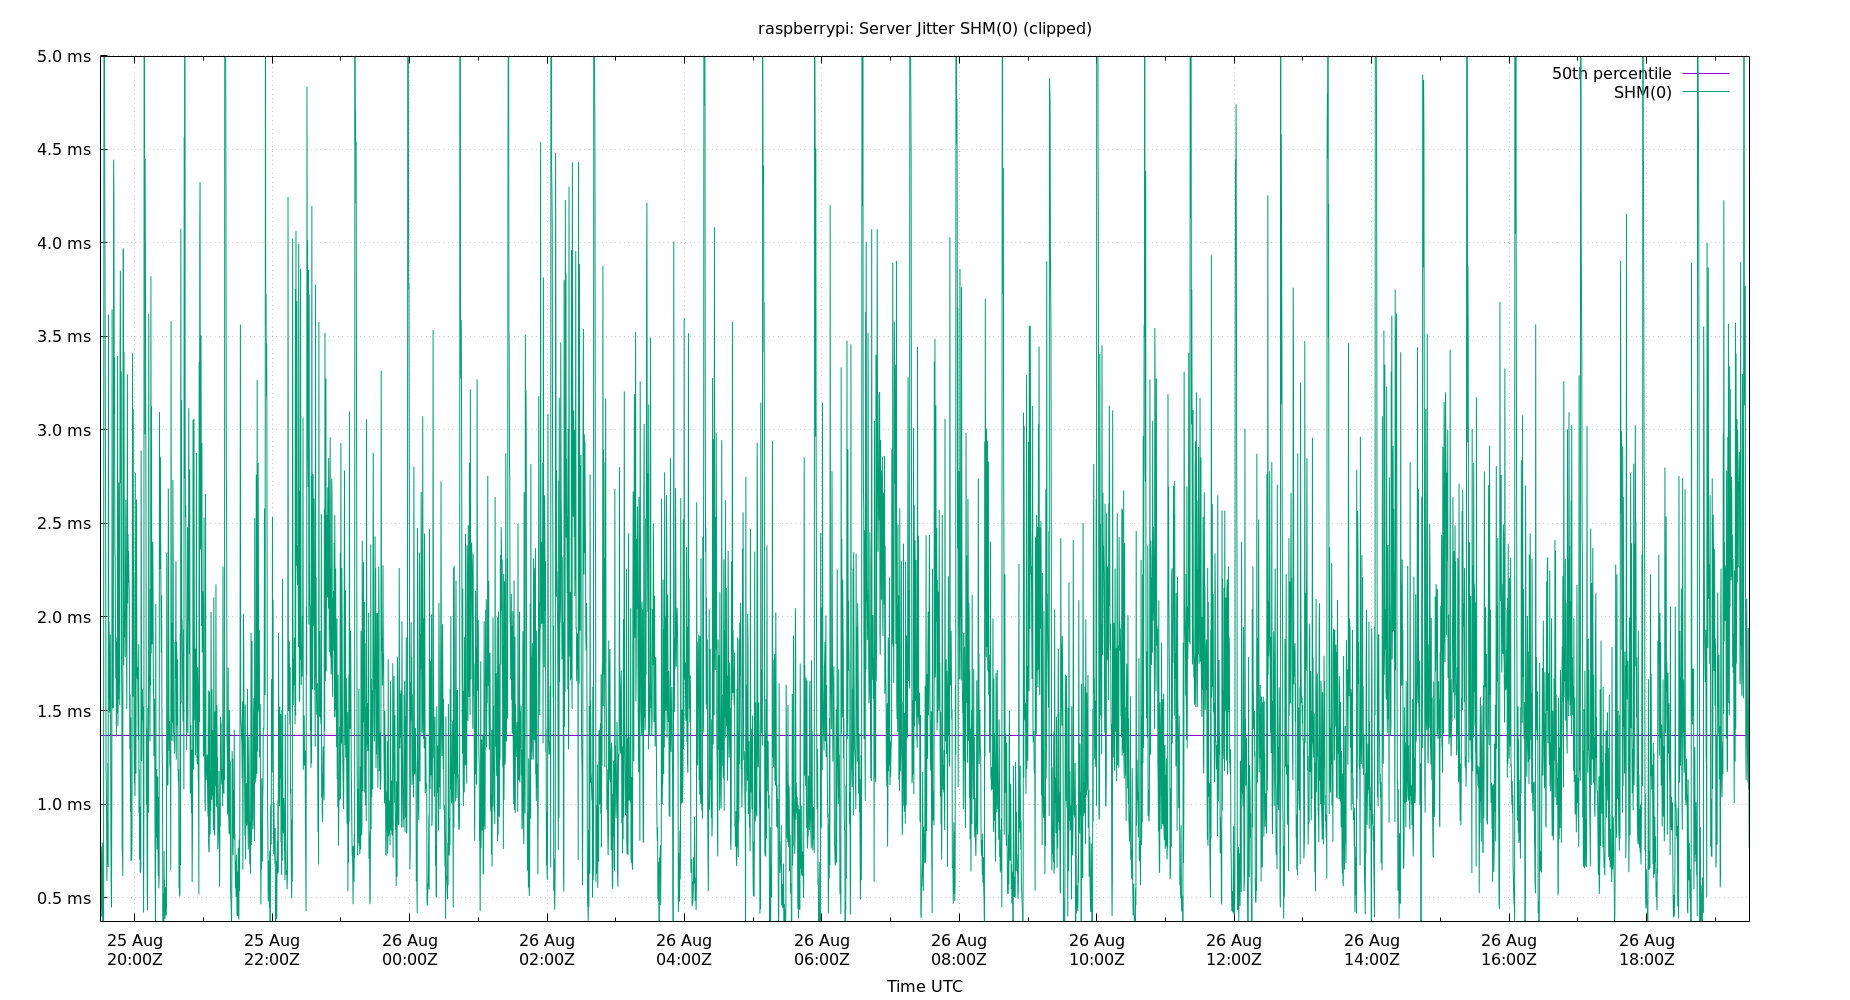 raspberrypi: Server Jitter SHM(0) (clipped)
5.0 ms
4.5 ms
4.0 ms
3.5 ms
3.0 ms
2.5 ms
2.0 ms
1.5 ms
1.0 ms
0.5 ms
50th percentile
SHM(0)
25 Aug 25 Aug 26 Aug 26 Aug 26 Aug 26 Aug 26 Aug 26 Aug 26 Aug 26 Aug 26 Aug 26 Aug
20:00Z 22:00Z 00:00Z 02:00Z 04:00Z 06:00Z 08:00Z 10:00Z 12:00Z 14:00Z 16:00Z 18:00Z
Time UTC